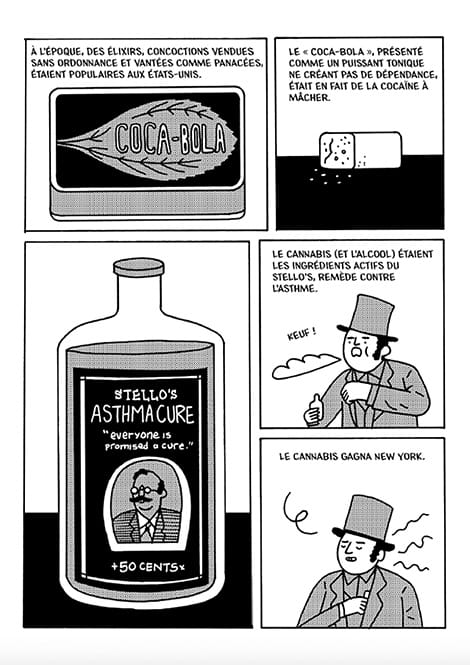 À L'ÉPOQUE, DES ÉLIXIRS, CONCOCTIONS VENDUES
SANS ORDONNANCE ET VANTÉES COMME PANACÉES,
ÉTAIENT POPULAIRES AUX ÉTATS-UNIS.
COCA-BOLA
LE « COCA-BOLA », PRÉSENTÉ
COMME UN PUISSANT TONIQUE
NE CRÉANT PAS DE DÉPENDANCE,
ÉTAIT EN FAIT DE LA COCAÏNE À
MÂCHER.
STELLO'S
ASTHMA CURE
"everyone is
promised a cure."
+50 CENTS×
LE CANNABIS (ET L'ALCOOL) ÉTAIENT
LES INGRÉDIENTS ACTIFS DU
STELLO'S, REMÈDE CONTRE
L'ASTHME.
KEUF !
LE CANNABIS GAGNA NEW YORK.